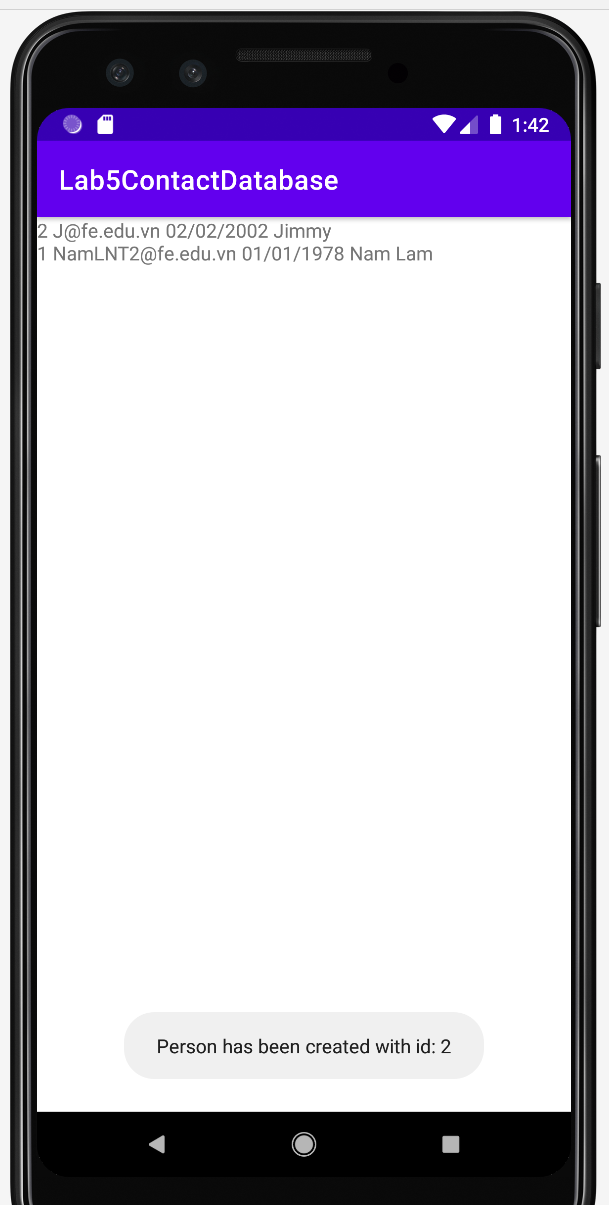 1:42
Lab5ContactDatabase
2 J@fe.edu.vn 02/02/2002 Jimmy
1 NamLNT2@fe.edu.vn 01/01/1978 Nam Lam
Person has been created with id: 2